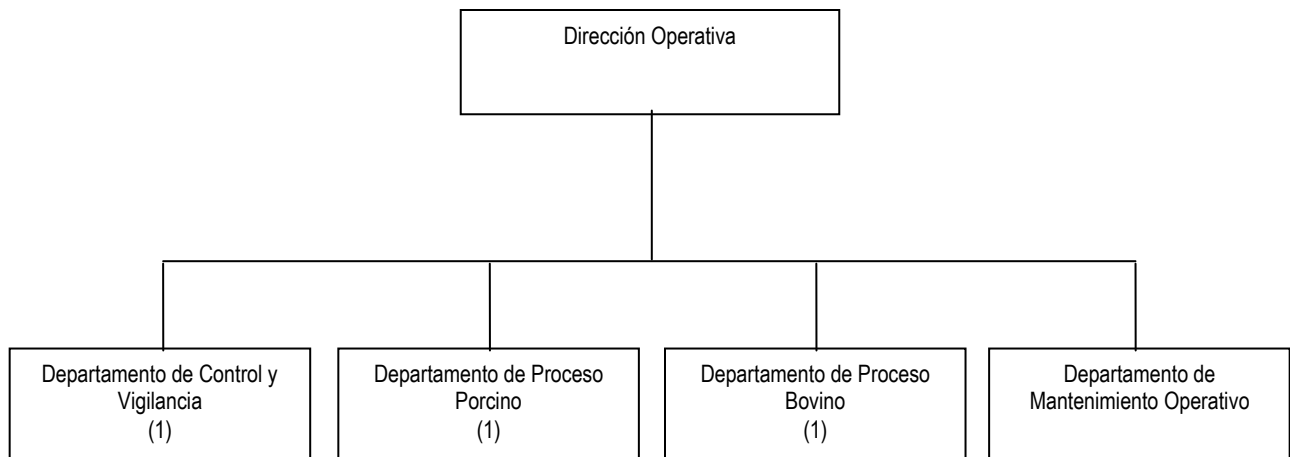 Dirección Operativa
Departamento de Control y
Vigilancia
(1)
Departamento de Proceso
Porcino
(1)
Departamento de Proceso
Bovino
(1)
Departamento de
Mantenimiento Operativo